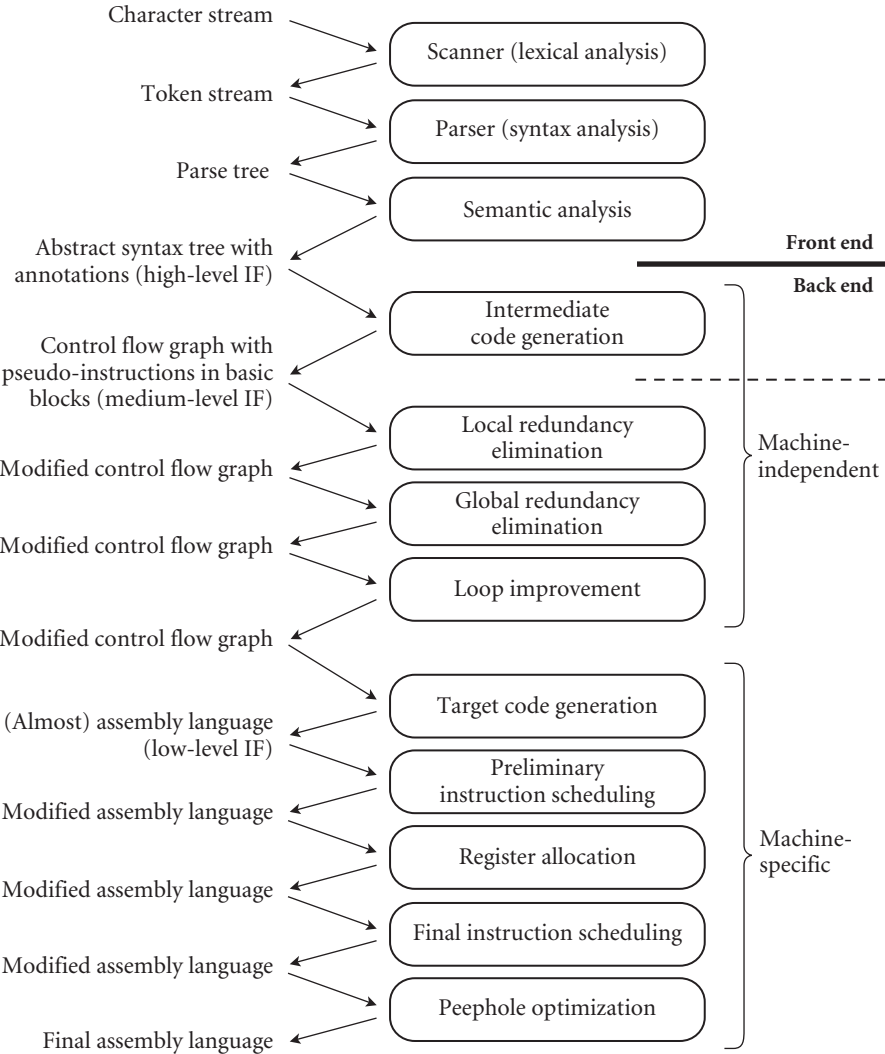 Character stream
Scanner (lexical analysis)
Token stream
Parser (syntax analysis)
Parse tree
Semantic analysis
Abstract syntax tree with
annotations (high-level IF)
Front end
Back end
Intermediate
code generation
Control flow graph with
pseudo-instructions in basic
blocks (medium-level IF)
Local redundancy
elimination
Machine-
independent
Modified control flow graph
Global redundancy
elimination
Modified control flow graph
Loop improvement
Modified control flow graph
Target code generation
(Almost) assembly language
(low-level IF)
Preliminary
instruction scheduling
Modified assembly language
Machine-
specific
Register allocation
Modified assembly language
Final instruction scheduling
Modified assembly language
Peephole optimization
Final assembly language